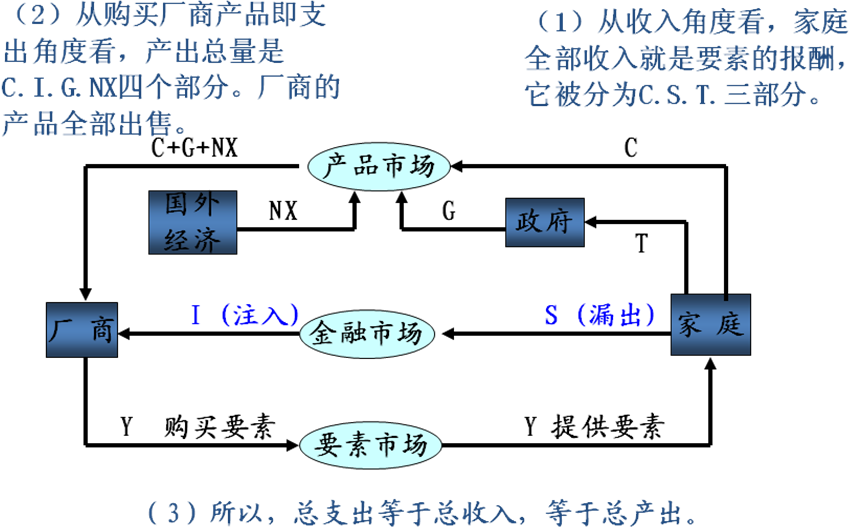 （2）从购买厂商产品即支
出角度看，产出总量是
C.I.G.NX四个部分。厂商的
产品全部出售。
（1）从收入角度看，家庭
全部收入就是要素的报酬，
它被分为C.S.T.三部分。
C+G+NX
产品市场
C
国外
经济
NX
G
政府
T
厂商
I（注入）
金融市场
S（漏出）
家庭
Y 购买要素
要素市场
Y 提供要素
（3）所以，总支出等于总收入，等于总产出。